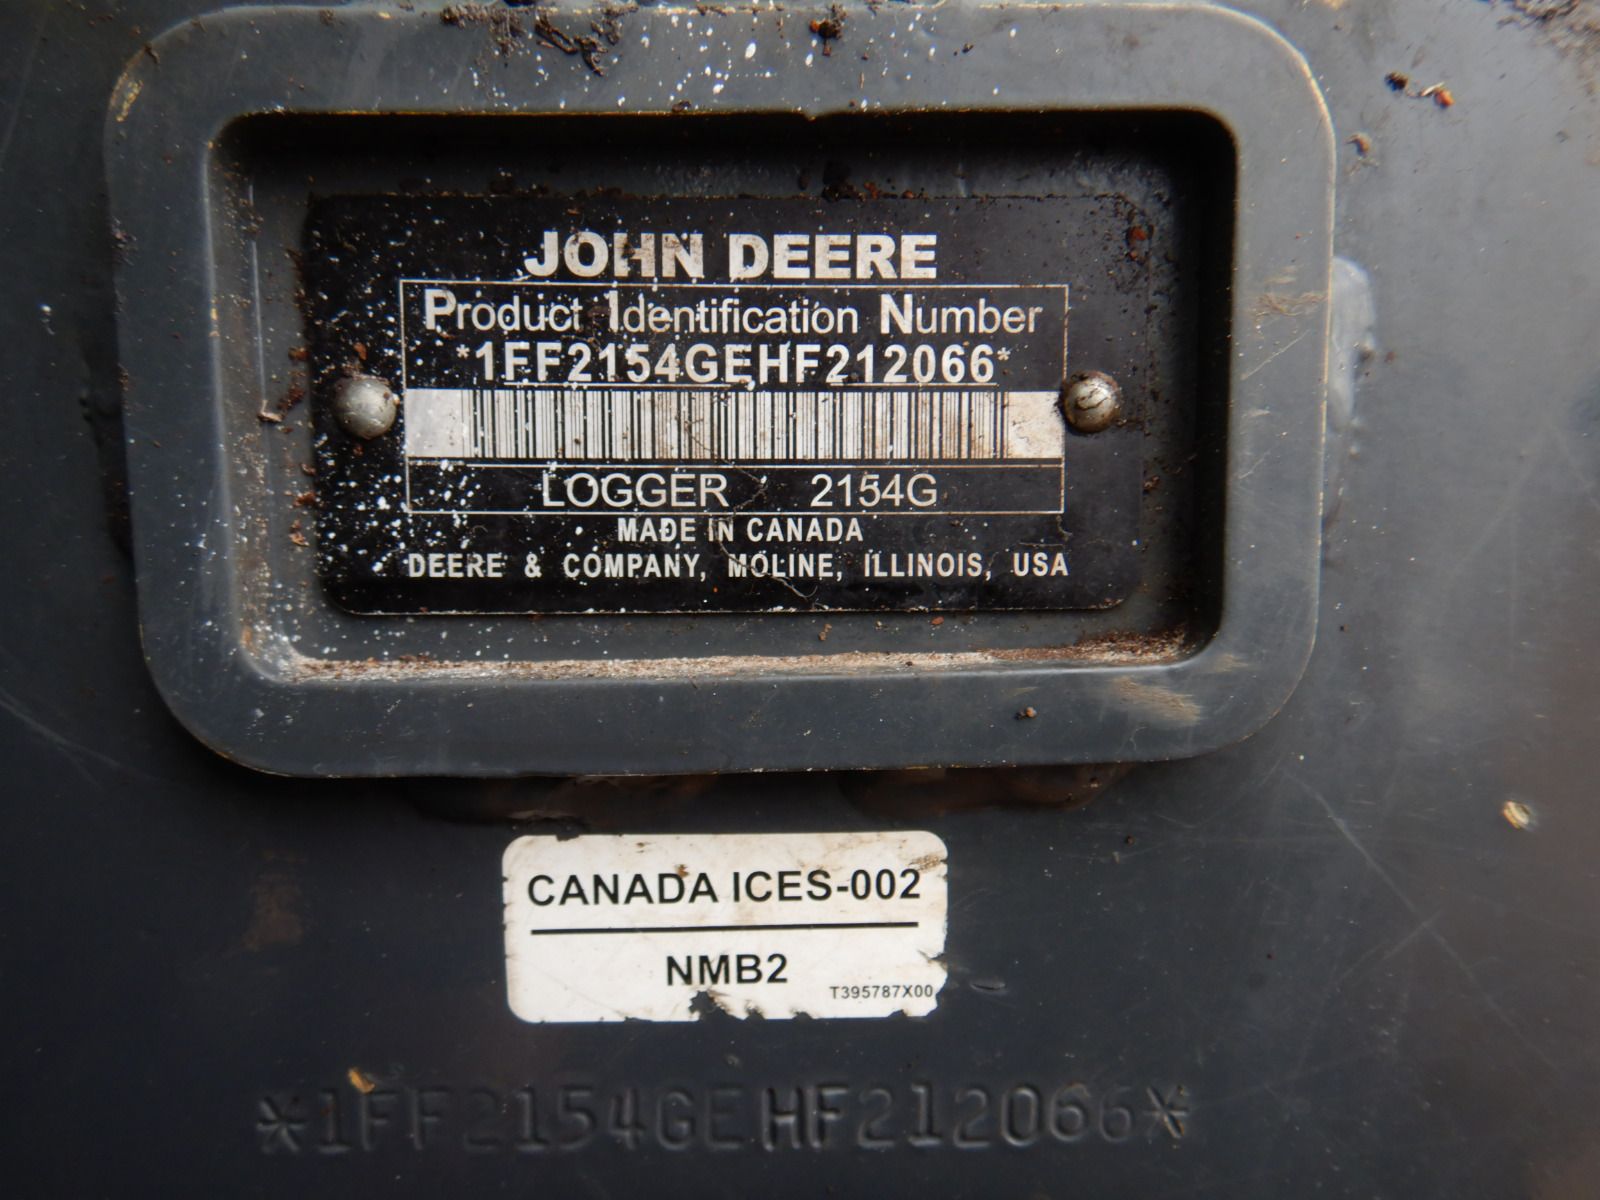 JOHN DEERE
Product Identification Number
*1FF2154GEHF212066*
LOGGER 2154G
MADE IN CANADA
DEERE & COMPANY, MOLINE, ILLINOIS, USA
CANADA ICES-002
NMB2
T395787X00
*1FF2154GEHF212066*